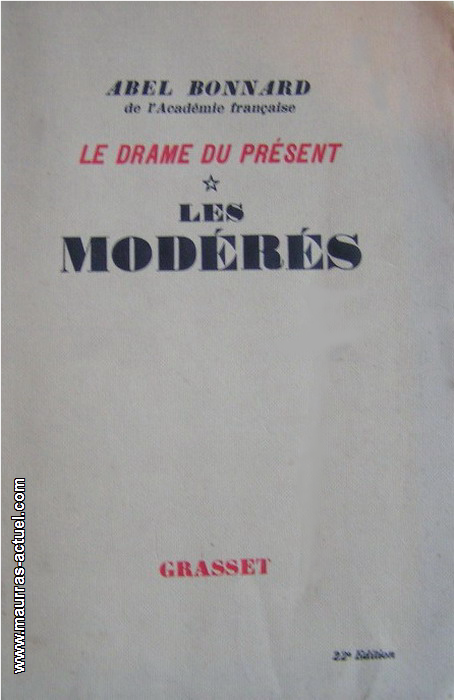 ABEL BONNARD
de l'Académie française
LE DRAME DU PRÉSENT
☆
LES
MODÉRÉS
GRASSET
22e Édition
www.maurras-actuel.com